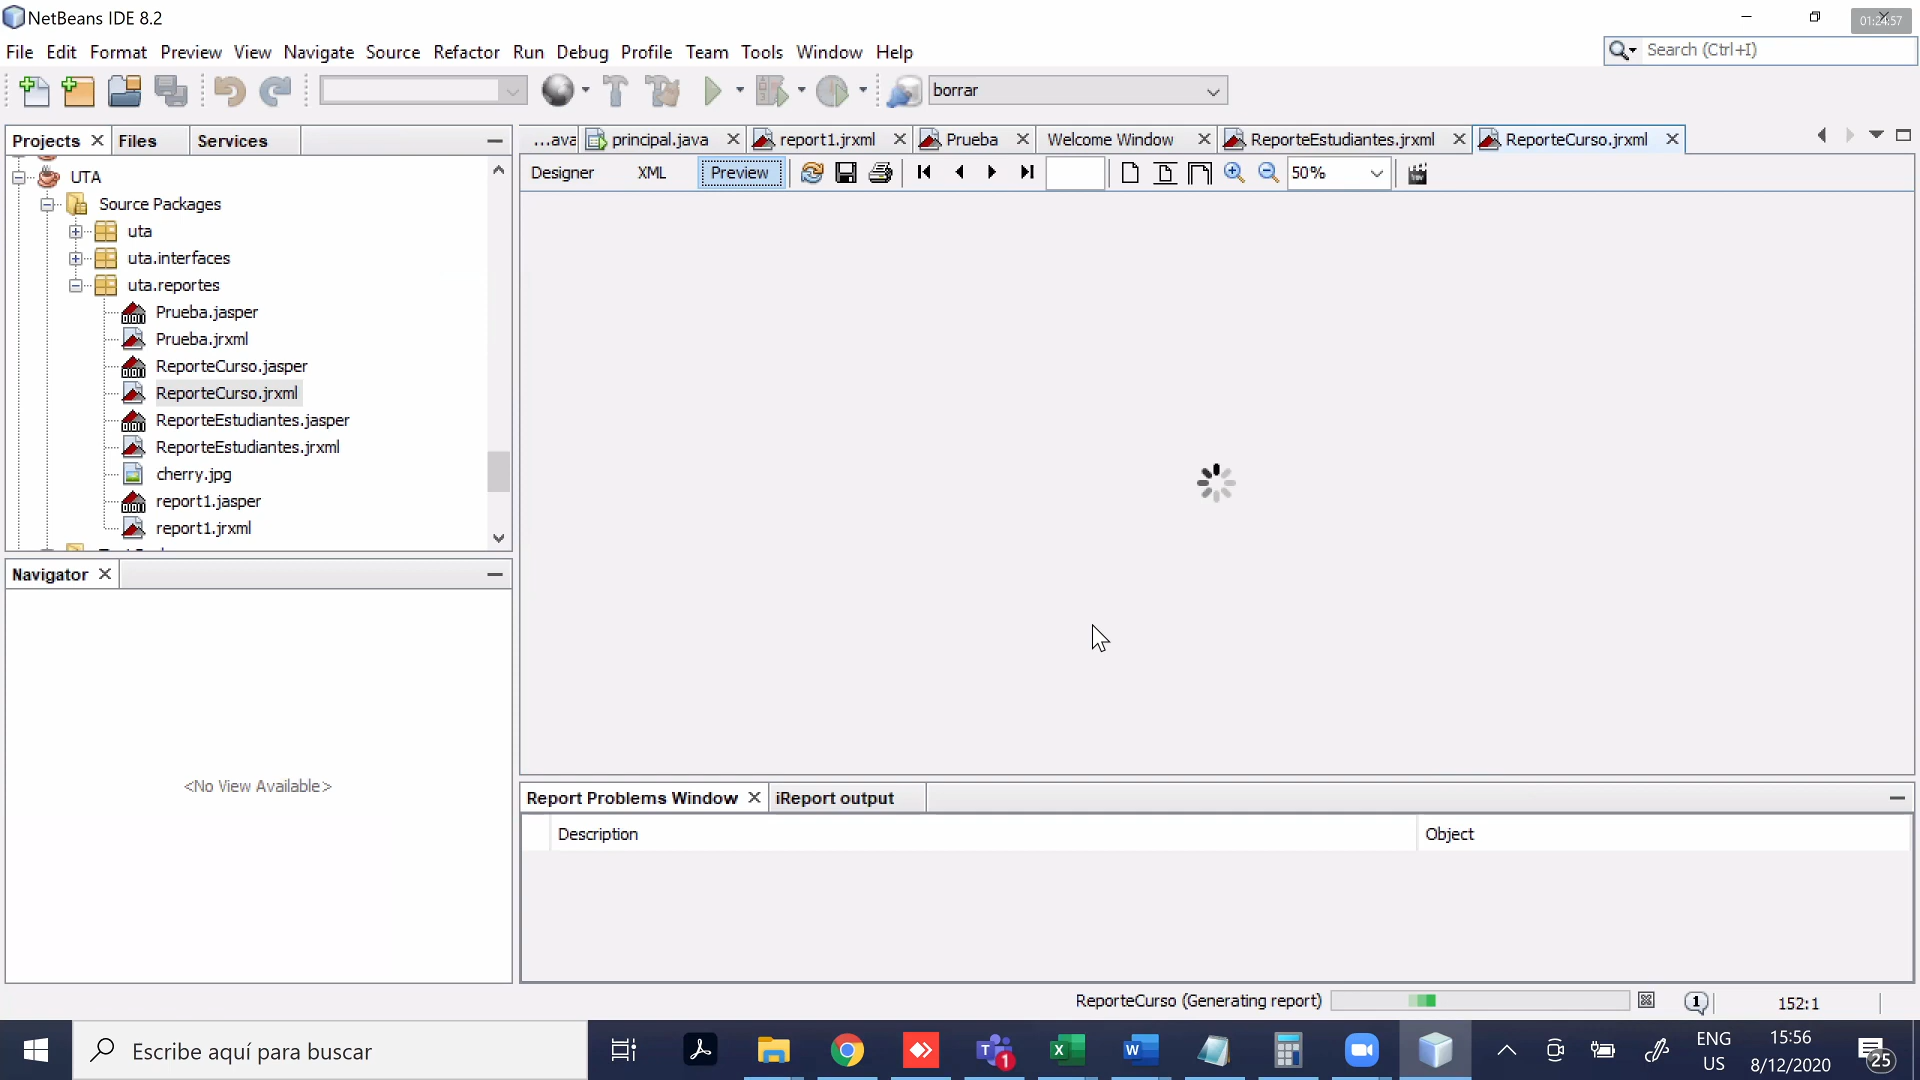 NetBeans IDE 8.2
01:24:57
File Edit Format Preview View Navigate Source Refactor Run Debug Profile Team Tools Window Help
Search (Ctrl+I)
borrar
Projects Files Services
...ava principal.java report1.jrxml Prueba Welcome Window ReporteEstudiantes.jrxml ReporteCurso.jrxml
Designer XML Preview 50%
UTA
Source Packages
uta
uta.interfaces
uta.reportes
Prueba.jasper
Prueba.jrxml
ReporteCurso.jasper
ReporteCurso.jrxml
ReporteEstudiantes.jasper
ReporteEstudiantes.jrxml
cherry.jpg
report1.jasper
report1.jrxml
Navigator
<No View Available>
Report Problems Window iReport output
Description Object
ReporteCurso (Generating report) 1 152:1
Escribe aquí para buscar
1
ENG
US
15:56
8/12/2020
25